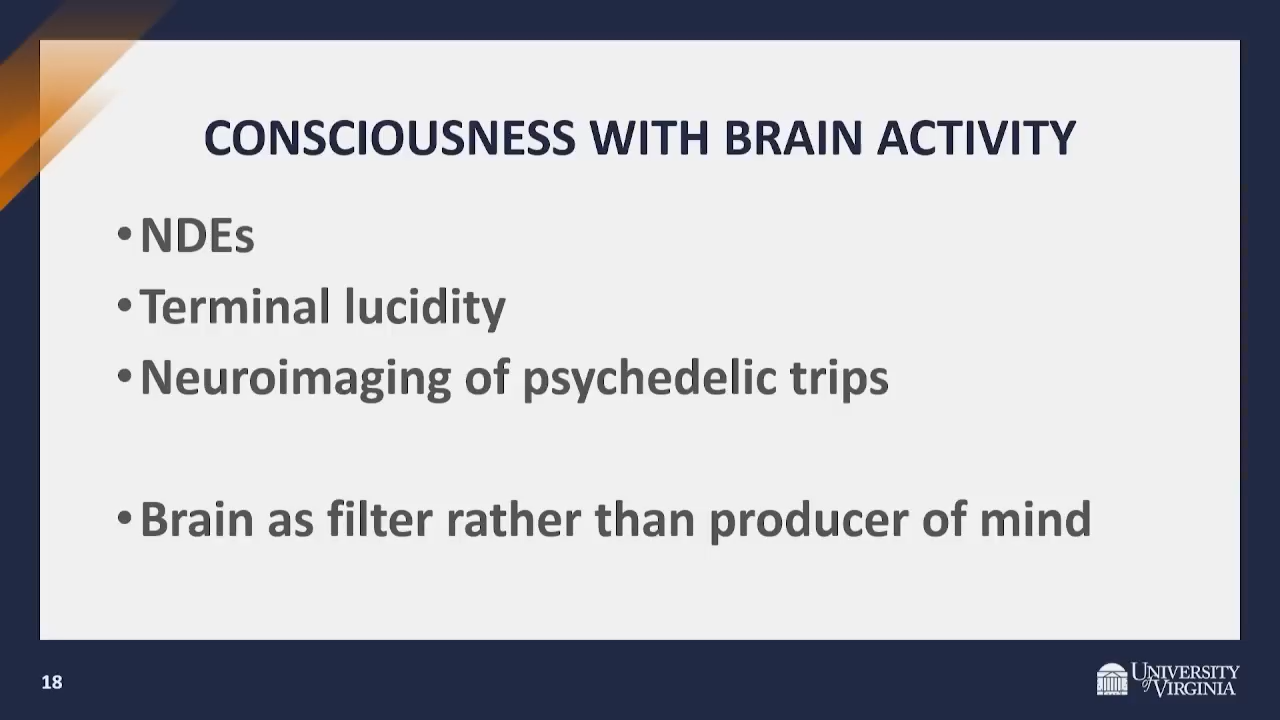 CONSCIOUSNESS WITH BRAIN ACTIVITY
•NDEs
•Terminal lucidity
•Neuroimaging of psychedelic trips
•Brain as filter rather than producer of mind
18
UNIVERSITY
of VIRGINIA